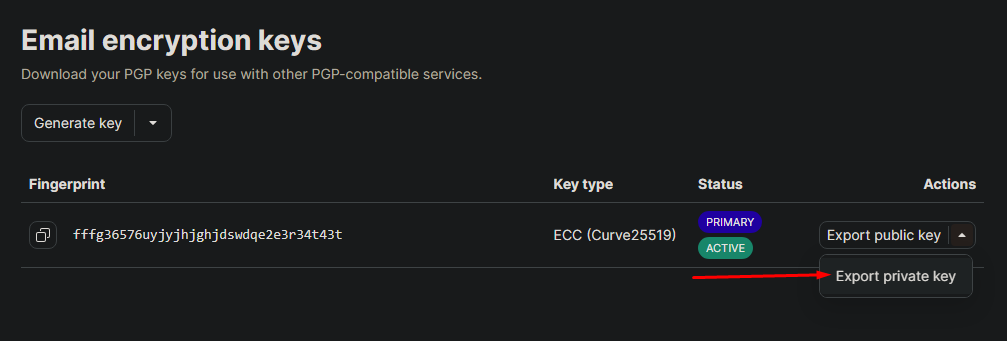 Email encryption keys
Download your PGP keys for use with other PGP-compatible services.
Generate key
Fingerprint Key type Status Actions
PRIMARY
fffg36576uyjyjhjghjdswdqe2e3r34t43t ECC (Curve25519) Export public key
ACTIVE
Export private key